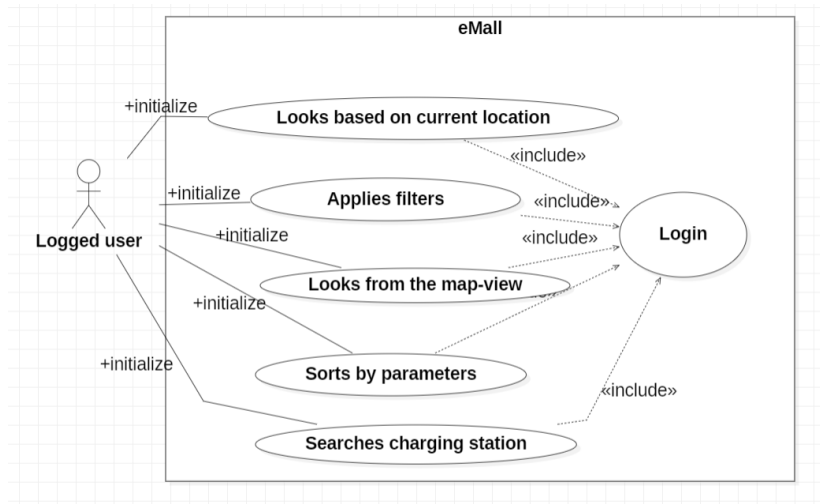 eMall
+initialize
Looks based on current location
«include»
+initialize
Applies filters
«include»
Logged user
+initialize
«include»
Login
Looks from the map-view
+initialize
+initialize
Sorts by parameters
«include»
Searches charging station